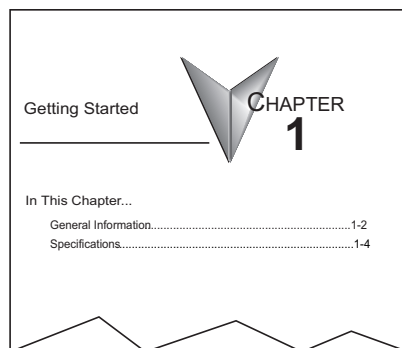 Getting Started
CHAPTER
1
In This Chapter...
General Information..........................................................1-2
Specifications....................................................................1-4